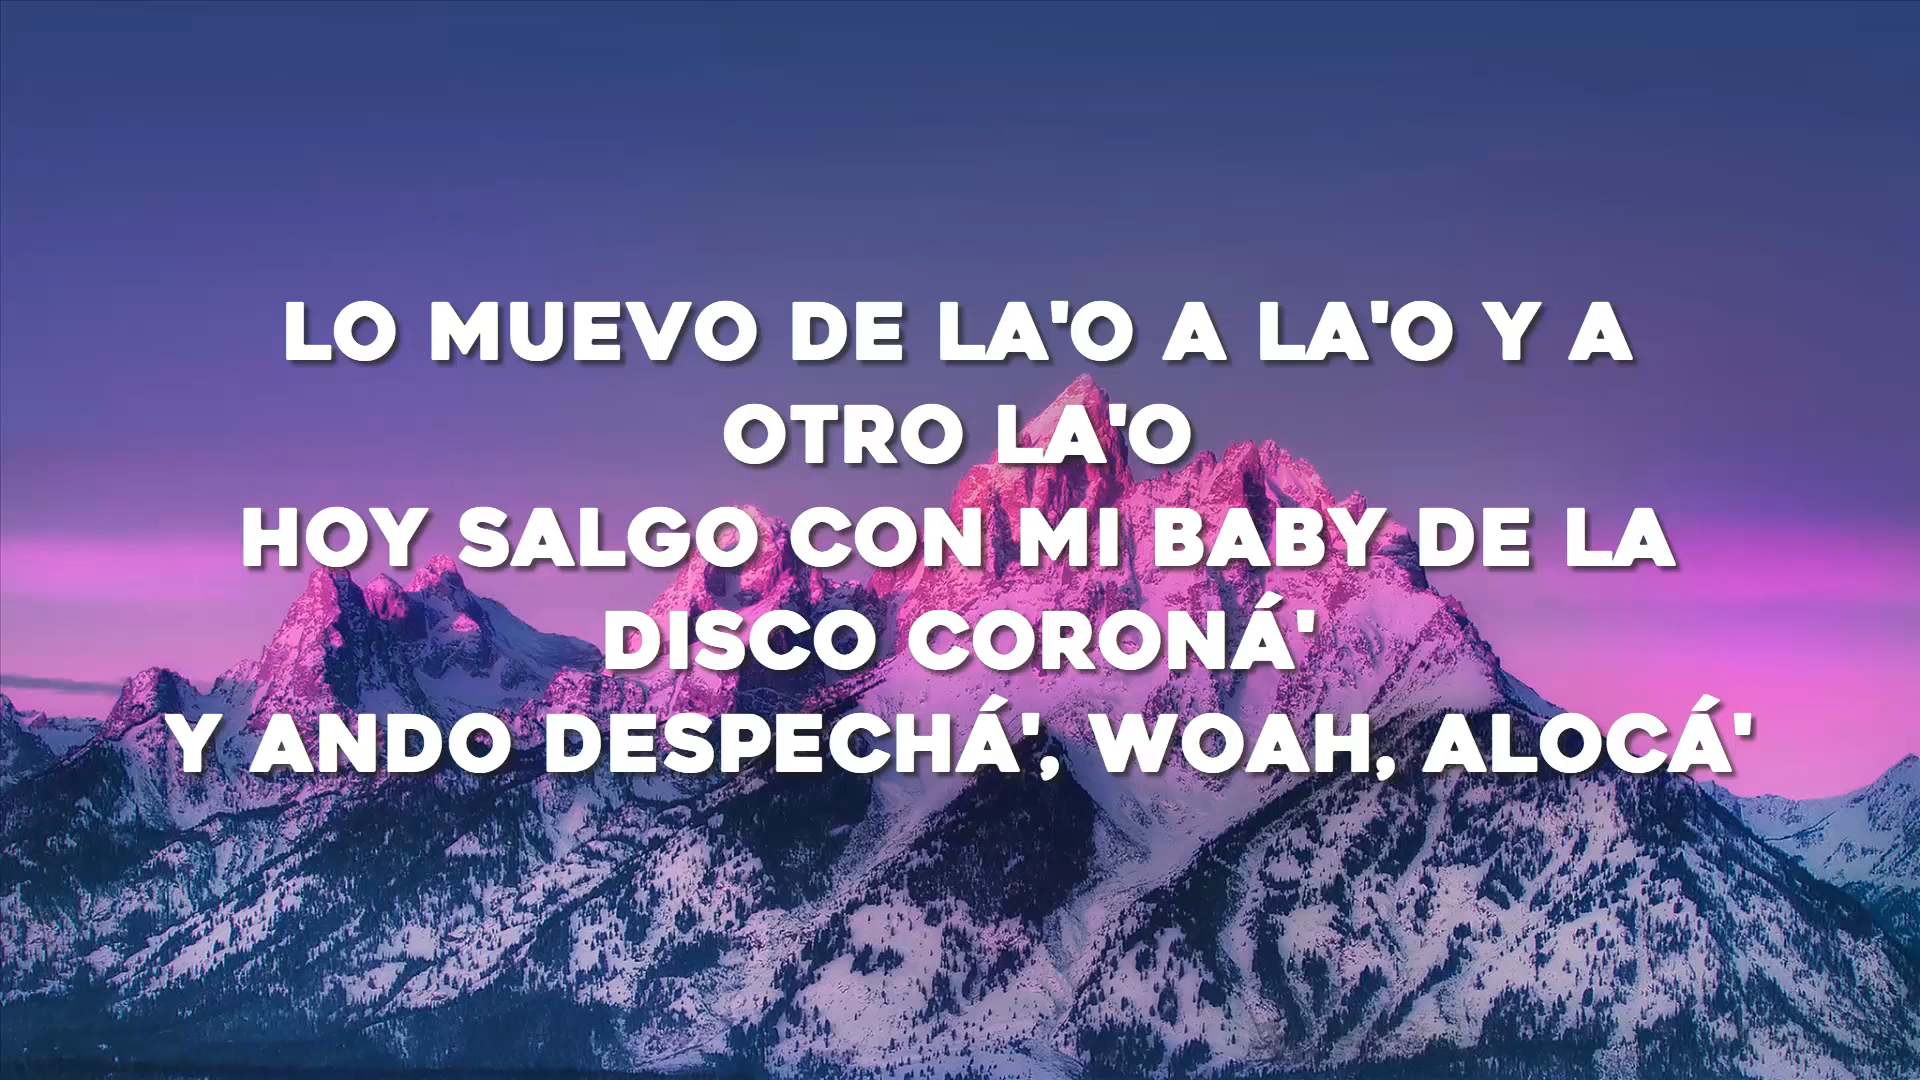 LO MUEVO DE LA'O A LA'O Y A
OTRO LA'O
HOY SALGO CON MI BABY DE LA
DISCO CORONÁ'
Y ANDO DESPECHÁ', WOAH, ALOCÁ'